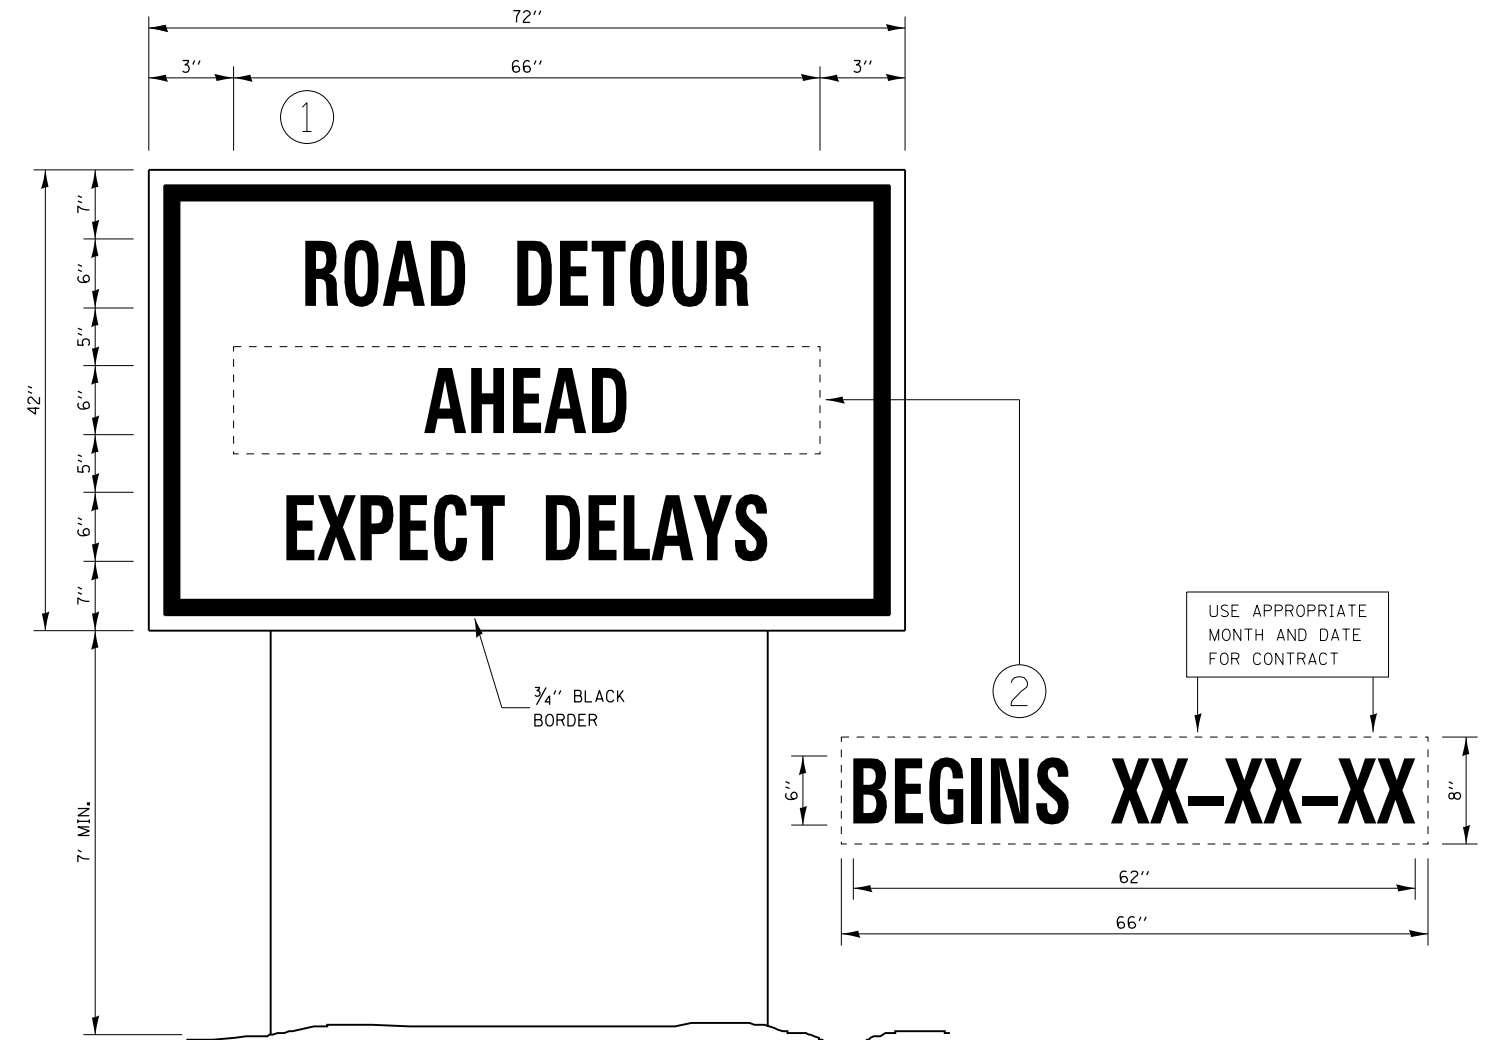 72''
3'' 66'' 3''
1
7''
6''
5''
6''
5''
6''
7''
42''
ROAD DETOUR
AHEAD
EXPECT DELAYS
¾'' BLACK
BORDER
7' MIN.
2
USE APPROPRIATE
MONTH AND DATE
FOR CONTRACT
6''
BEGINS XX-XX-XX
8''
62''
66''